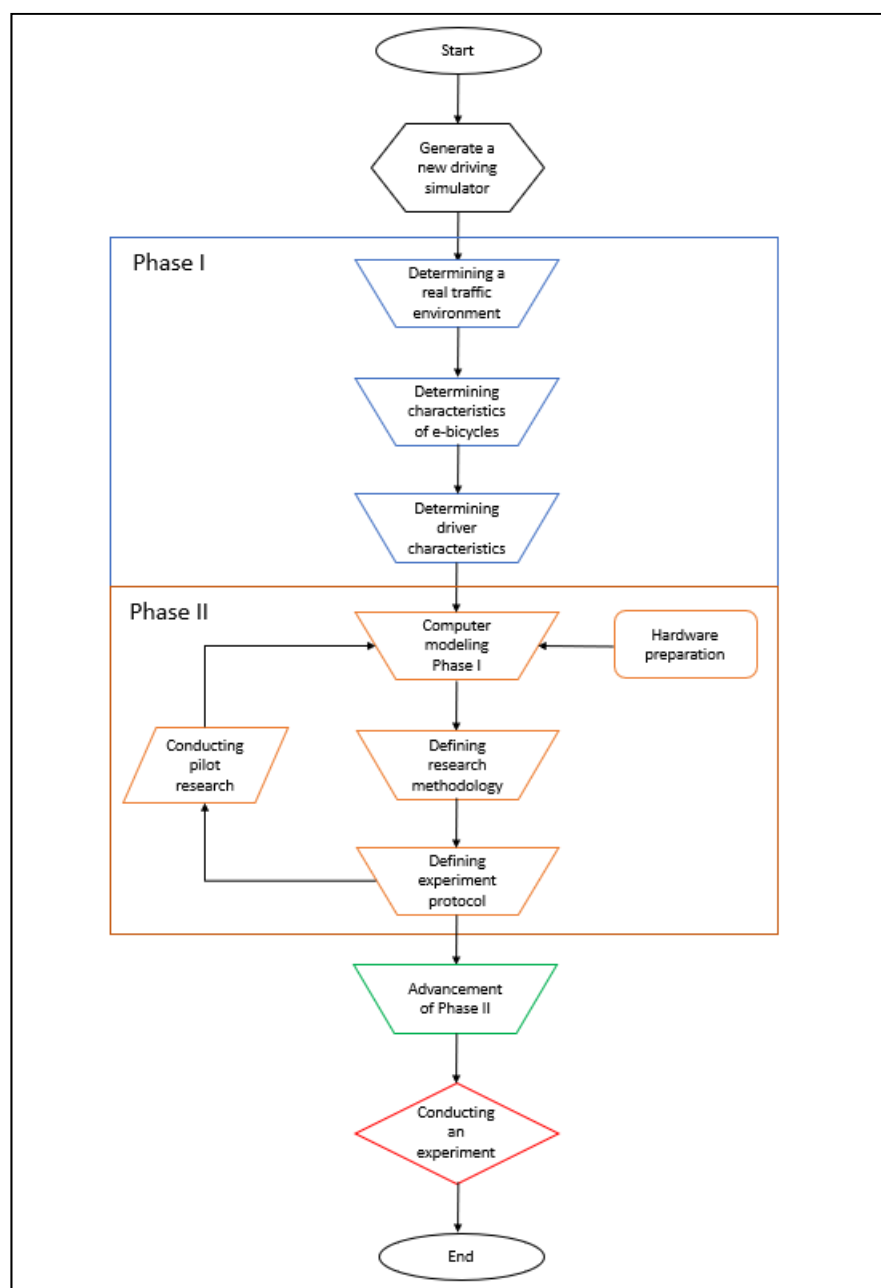 Start
Generate a
new driving
simulator
Phase I
Determining a
real traffic
environment
Determining
characteristics
of e-bicycles
Determining
driver
characteristics
Phase II
Computer
modeling
Phase I
Hardware
preparation
Conducting
pilot
research
Defining
research
methodology
Defining
experiment
protocol
Advancement
of Phase II
Conducting
an
experiment
End